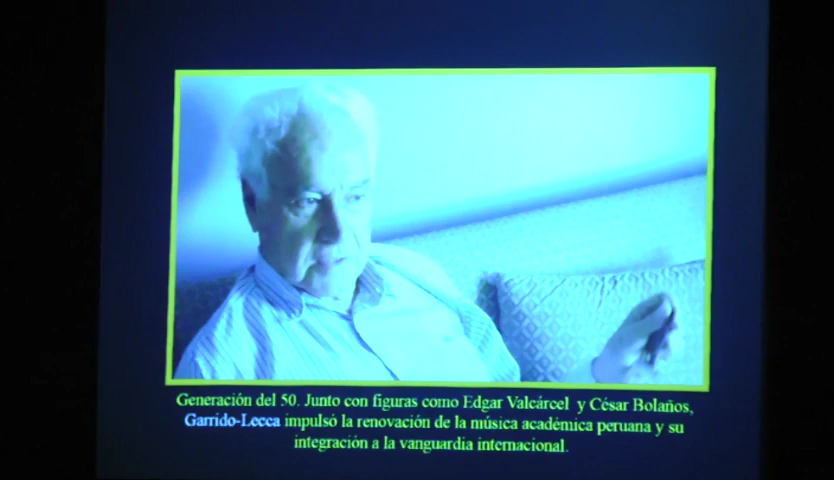 Generación del 50. Junto con figuras como Edgar Valcárcel y César Bolaños,
Garrido-Lecca impulsó la renovación de la música académica peruana y su
integración a la vanguardia internacional.